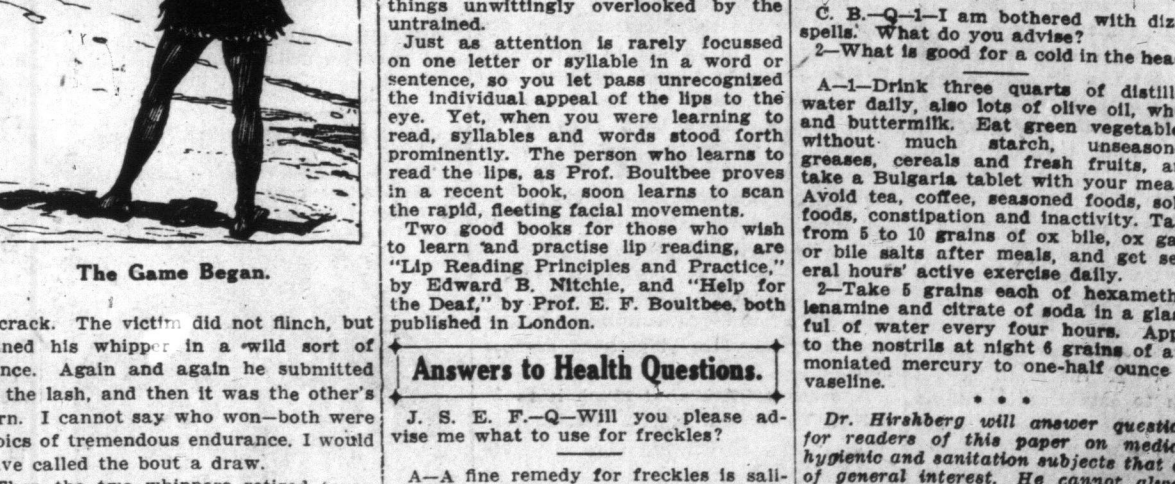 The Game Began.
crack. The victim did not flinch, but
ned his whipper in a wild sort of
nce. Again and again he submitted
the lash, and then it was the other's
rn. I cannot say who won—both were
oics of tremendous endurance. I would
ve called the bout a draw.
things unwittingly overlooked by the
untrained.
Just as attention is rarely focussed
on one letter or syllable in a word or
sentence, so you let pass unrecognized
the individual appeal of the lips to the
eye. Yet, when you were learning to
read, syllables and words stood forth
prominently. The person who learns to
read the lips, as Prof. Boultbee proves
in a recent book, soon learns to scan
the rapid, fleeting facial movements.
Two good books for those who wish
to learn and practise lip reading, are
"Lip Reading Principles and Practice,"
by Edward B. Nitchie, and "Help for
the Deaf," by Prof. E. F. Boultbee, both
published in London.
Answers to Health Questions.
J. S. E. F.—Q—Will you please ad-
vise me what to use for freckles?
A—A fine remedy for freckles is sali-
C. B.—Q—1—I am bothered with diz
spells. What do you advise?
2—What is good for a cold in the hea
A—1—Drink three quarts of distill
water daily, also lots of olive oil, wh
and buttermilk. Eat green vegetabl
without much starch, unseason
greases, cereals and fresh fruits, a
take a Bulgaria tablet with your mea
Avoid tea, coffee, seasoned foods, so
foods, constipation and inactivity. Ta
from 5 to 10 grains of ox bile, ox ga
or bile salts after meals, and get se
eral hours' active exercise daily.
2—Take 5 grains each of hexameth
lenamine and citrate of soda in a gla
ful of water every four hours. App
to the nostrils at night 6 grains of a
moniated mercury to one-half ounce
vaseline.
* * *
Dr. Hirshberg will answer questio
for readers of this paper on medic
hygienic and sanitation subjects that
of general interest. He cannot